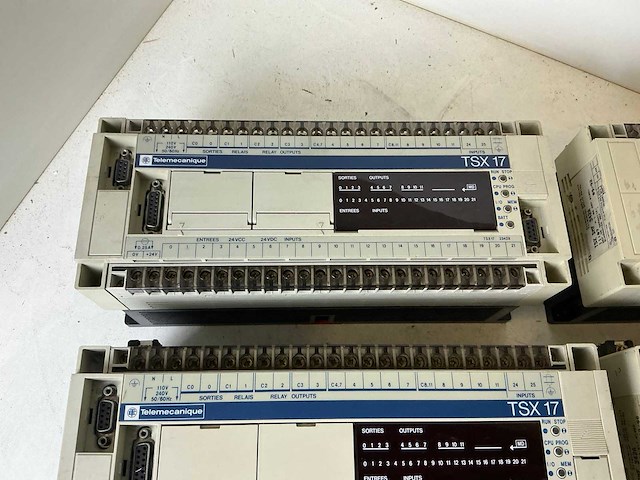 N L
110V
240V
50/60Hz
C0 0 C1 1 C2 2 C3 3 C4,7 4 5 6 7 C8,11 8 9 10 11 24 25
SORTIES RELAIS RELAY OUTPUTS INPUTS
Telemecanique TSX 17
RUN STOP
SORTIES OUTPUTS
0 1 2 3 4 5 6 7 8 9 10 11 MD
CPU PROG
0 1 2 3 4 5 6 7 8 9 10 11 12 13 14 15 16 17 18 19 20 21
I/O MEM
ENTREES INPUTS
BATT
ENTREES 24VCC 24VDC INPUTS
0V +24V 0 1 2 3 4 5 6 7 8 9 10 11 12 13 14 15 16 17 18 19 20 21
N L
110V
240V
50/60Hz
C0 0 C1 1 C2 2 C3 3 C4,7 4 5 6 7 C8,11 8 9 10 11 24 25
SORTIES RELAIS RELAY OUTPUTS INPUTS
Telemecanique TSX 17
RUN STOP
SORTIES OUTPUTS
0 1 2 3 4 5 6 7 8 9 10 11 MD
CPU PROG
0 1 2 3 4 5 6 7 8 9 10 11 12 13 14 15 16 17 18 19 20 21
I/O MEM
ENTREES INPUTS